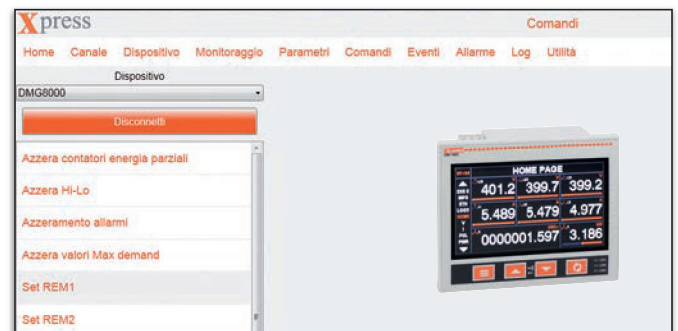 Xpress
Comandi
Home Canale Dispositivo Monitoraggio Parametri Comandi Eventi Allarme Log Utilità
Dispositivo
DMG8000
Disconnetti
Azzera contatori energia parziali
Azzera Hi-Lo
Azzeramento allarmi
Azzera valori Max demand
Set REM1
Set REM2
HOME PAGE
401.2 399.7 399.2
5.489 5.479 4.977
0000001.597 3.186